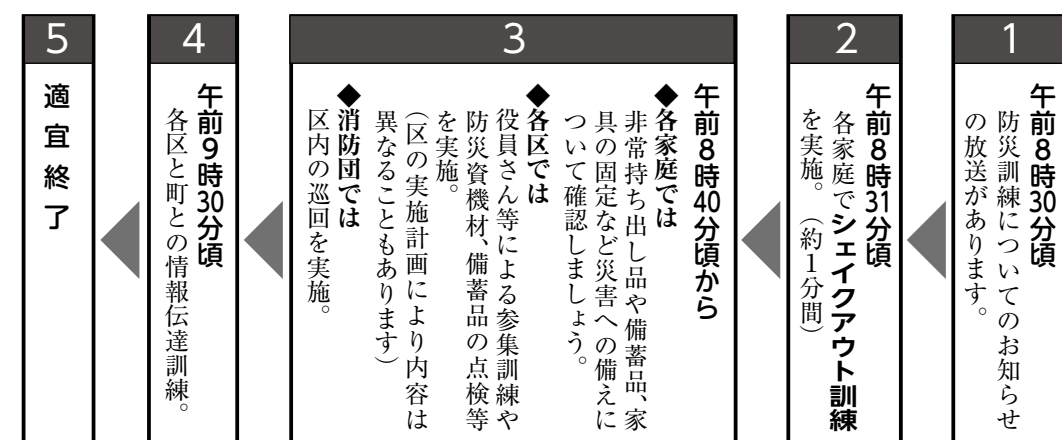 1
午前8時30分頃
防災訓練についてのお知らせ
の放送があります。
2
午前8時31分頃
各家庭でシェイクアウト訓練
を実施。（約1分間）
3
午前8時40分頃から
◆各家庭では
非常持ち出し品や備蓄品、家
具の固定など災害への備えに
ついて確認しましょう。
◆各区では
役員さん等による参集訓練や
防災資機材、備蓄品の点検等
を実施。
（区の実施計画により内容は
異なることもあります）
◆消防団では
区内の巡回を実施。
4
午前9時30分頃
各区と町との情報伝達訓練。
5
適宜終了